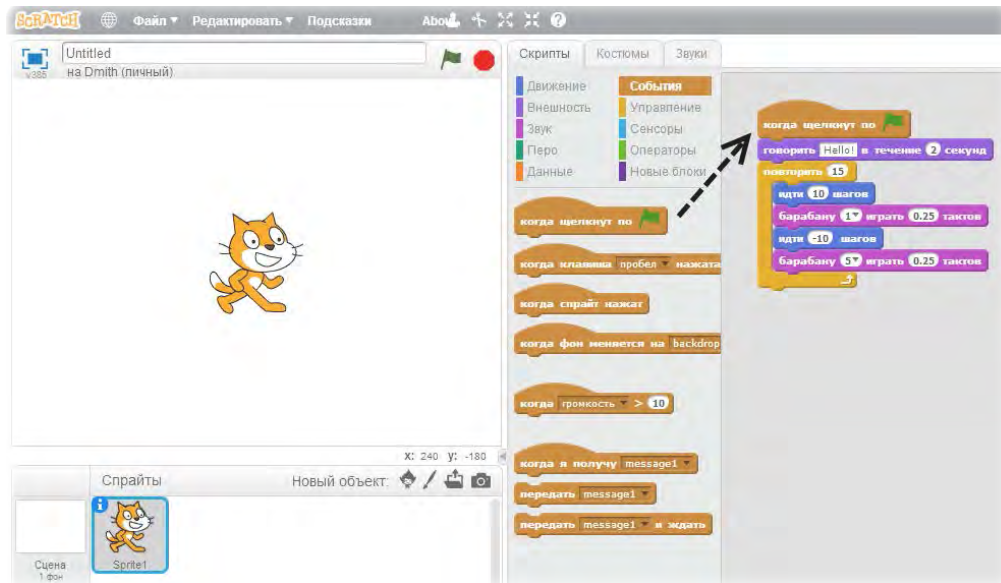 SCRATCH Файл Редактировать Подсказки About
Untitled
v385 на Dmith (личный)
x: 240 y: -180
Спрайты Новый объект:
Сцена
1 фон
Sprite1
Скрипты Костюмы Звуки
Движение События
Внешность Управление
Звук Сенсоры
Перо Операторы
Данные Новые блоки
когда щелкнут по
когда клавиша пробел нажата
когда спрайт нажат
когда фон меняется на backdrop
когда громкость > 10
когда я получу message1
передать message1
передать message1 и ждать
когда щелкнут по
говорить Hello! в течение 2 секунд
повторить 15
идти 10 шагов
барабану 1 играть 0.25 тактов
идти -10 шагов
барабану 5 играть 0.25 тактов